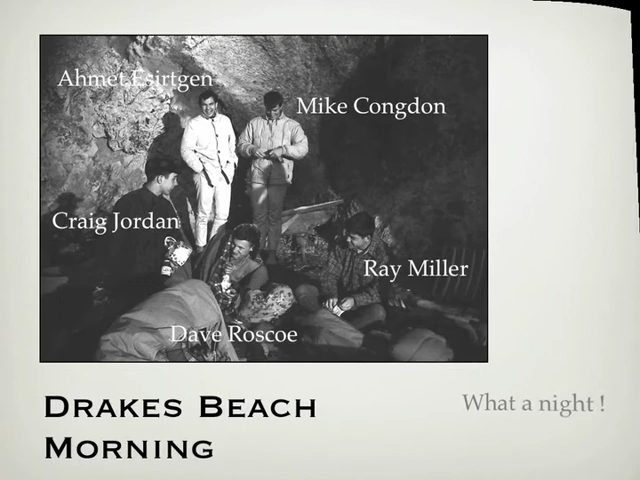 Ahmet Esirtgen
Mike Congdon
Craig Jordan
Ray Miller
Dave Roscoe
Drakes Beach
Morning
What a night !